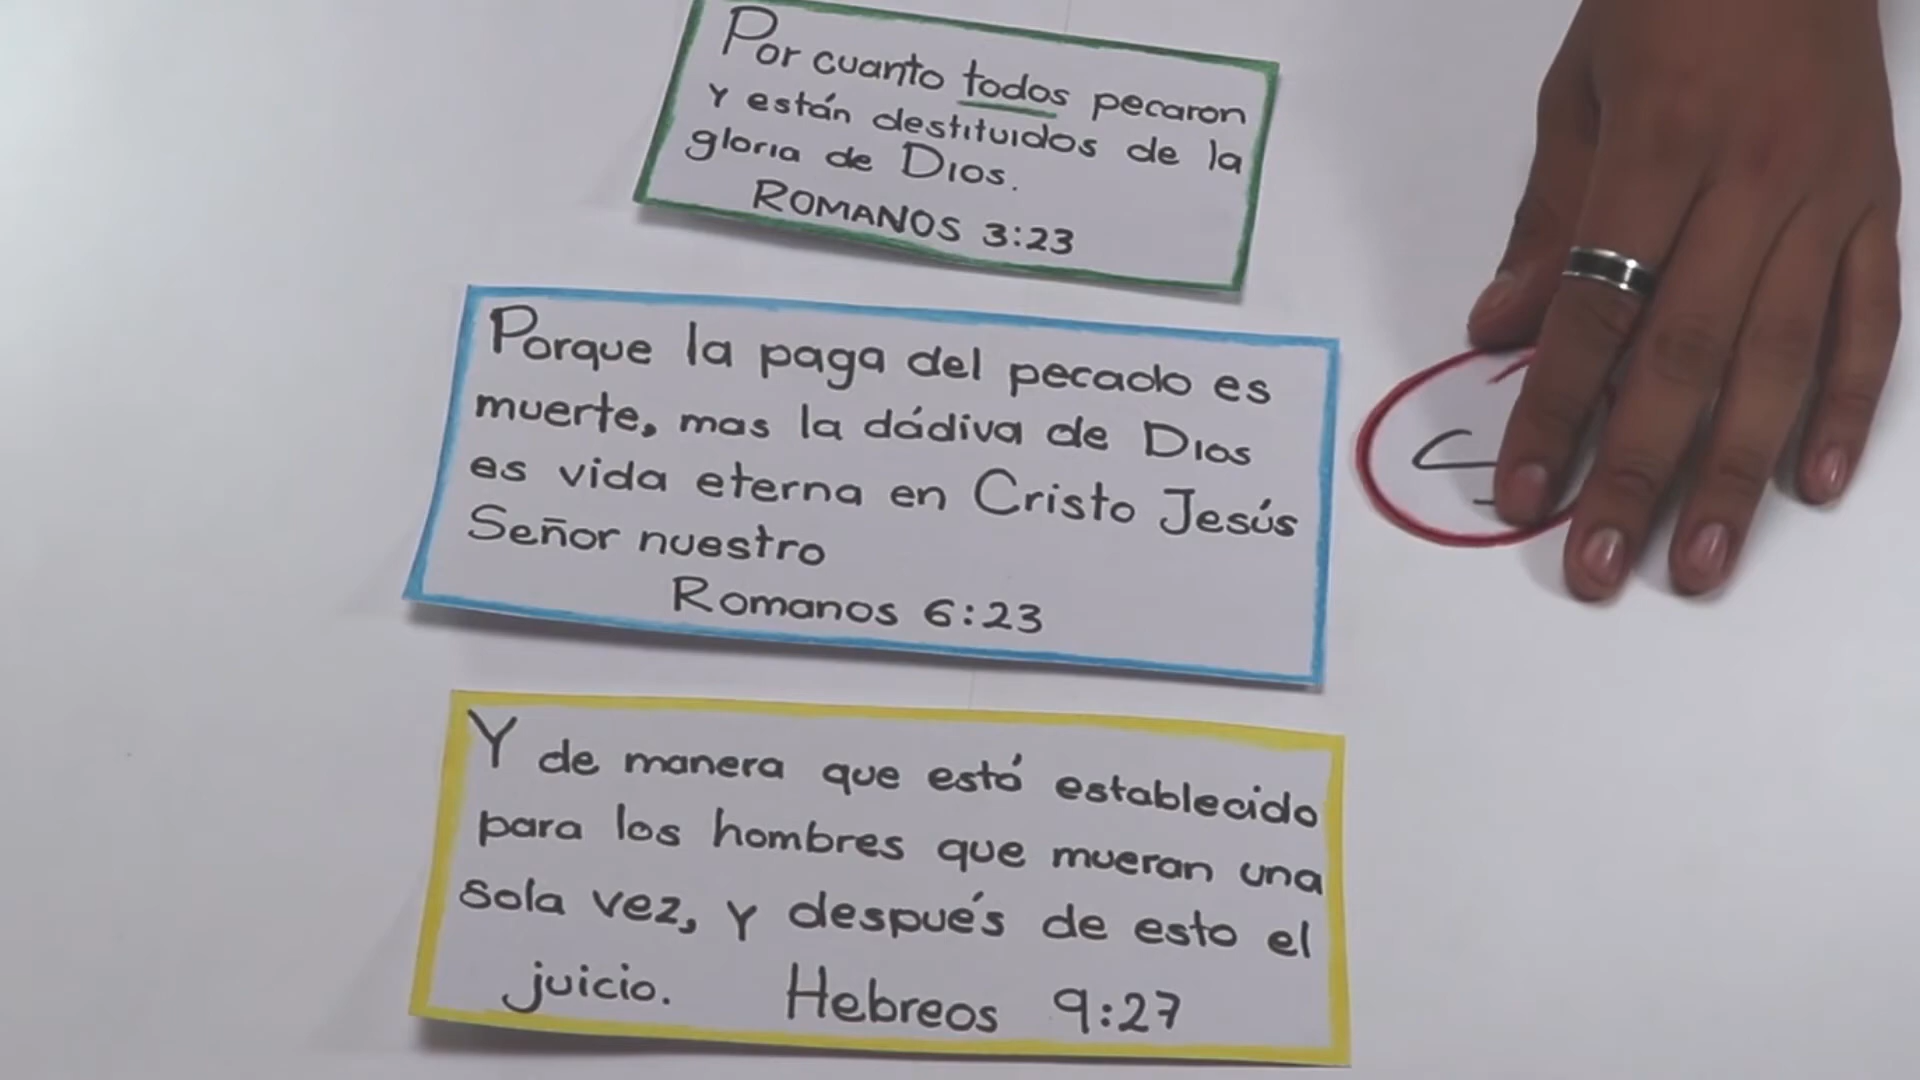 Por cuanto todos pecaron
y están destituidos de la
gloria de Dios.
ROMANOS 3:23
Porque la paga del pecado es
muerte, mas la dádiva de Dios
es vida eterna en Cristo Jesús
Señor nuestro
Romanos 6:23
Y de manera que está establecido
para los hombres que mueran una
sola vez, y después de esto el
juicio. Hebreos 9:27